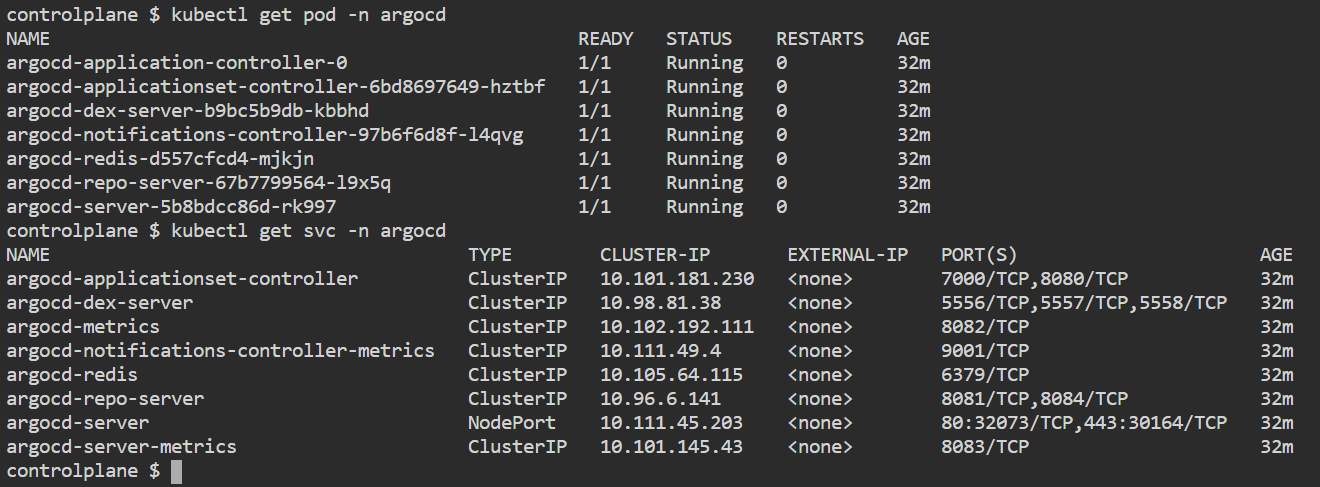 controlplane $ kubectl get pod -n argocd
NAME READY STATUS RESTARTS AGE
argocd-application-controller-0 1/1 Running 0 32m
argocd-applicationset-controller-6bd8697649-hztbf 1/1 Running 0 32m
argocd-dex-server-b9bc5b9db-kbbhd 1/1 Running 0 32m
argocd-notifications-controller-97b6f6d8f-l4qvg 1/1 Running 0 32m
argocd-redis-d557cfcd4-mjkjn 1/1 Running 0 32m
argocd-repo-server-67b7799564-l9x5q 1/1 Running 0 32m
argocd-server-5b8bdcc86d-rk997 1/1 Running 0 32m
controlplane $ kubectl get svc -n argocd
NAME TYPE CLUSTER-IP EXTERNAL-IP PORT(S) AGE
argocd-applicationset-controller ClusterIP 10.101.181.230 <none> 7000/TCP,8080/TCP 32m
argocd-dex-server ClusterIP 10.98.81.38 <none> 5556/TCP,5557/TCP,5558/TCP 32m
argocd-metrics ClusterIP 10.102.192.111 <none> 8082/TCP 32m
argocd-notifications-controller-metrics ClusterIP 10.111.49.4 <none> 9001/TCP 32m
argocd-redis ClusterIP 10.105.64.115 <none> 6379/TCP 32m
argocd-repo-server ClusterIP 10.96.6.141 <none> 8081/TCP,8084/TCP 32m
argocd-server NodePort 10.111.45.203 <none> 80:32073/TCP,443:30164/TCP 32m
argocd-server-metrics ClusterIP 10.101.145.43 <none> 8083/TCP 32m
controlplane $